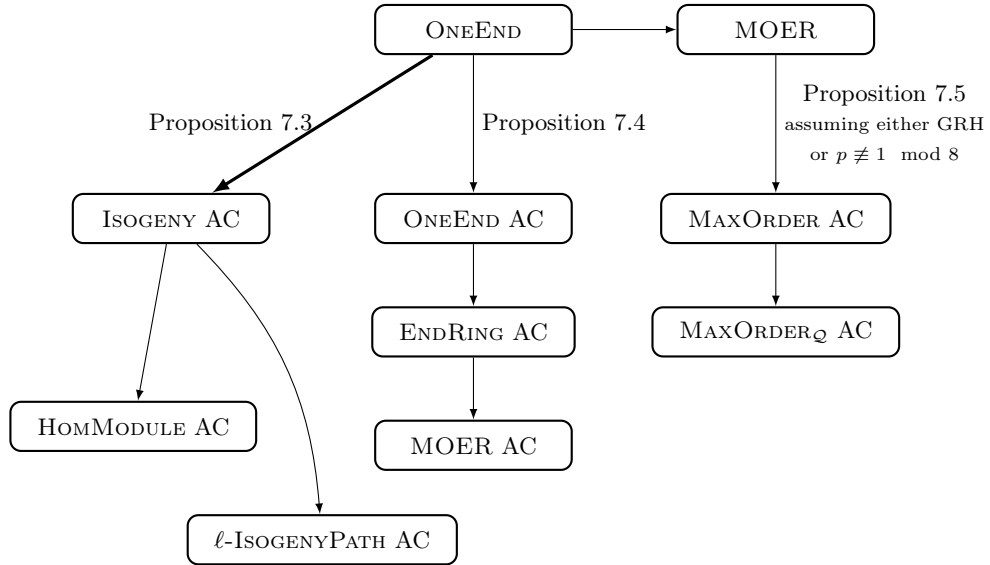 ONEEND
MOER
Proposition 7.3
Proposition 7.4
Proposition 7.5
assuming either GRH
or p ≢ 1 mod 8
ISOGENY AC
ONEEND AC
MAXORDER AC
ENDRING AC
MAXORDER_𝒬 AC
HOMMODULE AC
MOER AC
ℓ-ISOGENYPATH AC